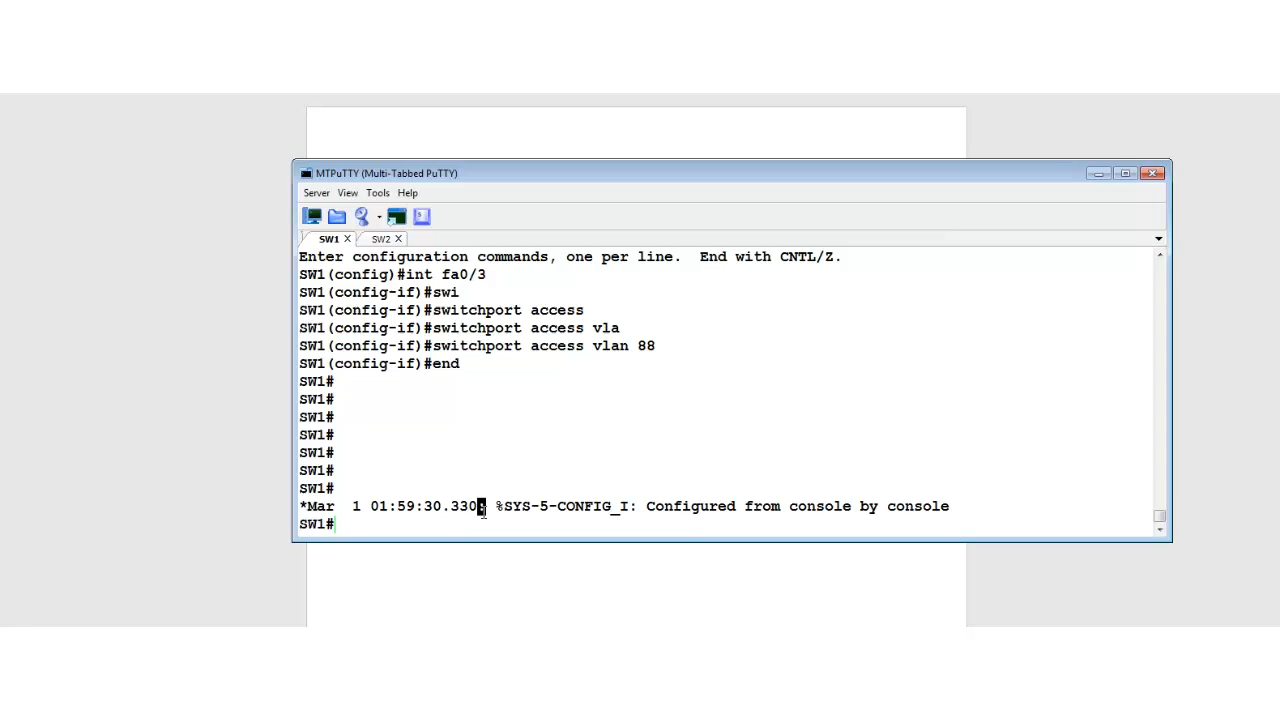 MTPuTTY (Multi-Tabbed PuTTY)
Server View Tools Help
SW1 X SW2 X
Enter configuration commands, one per line.  End with CNTL/Z.
SW1(config)#int fa0/3
SW1(config-if)#swi
SW1(config-if)#switchport access
SW1(config-if)#switchport access vla
SW1(config-if)#switchport access vlan 88
SW1(config-if)#end
SW1#
SW1#
SW1#
SW1#
SW1#
SW1#
SW1#
*Mar  1 01:59:30.330: %SYS-5-CONFIG_I: Configured from console by console
SW1#